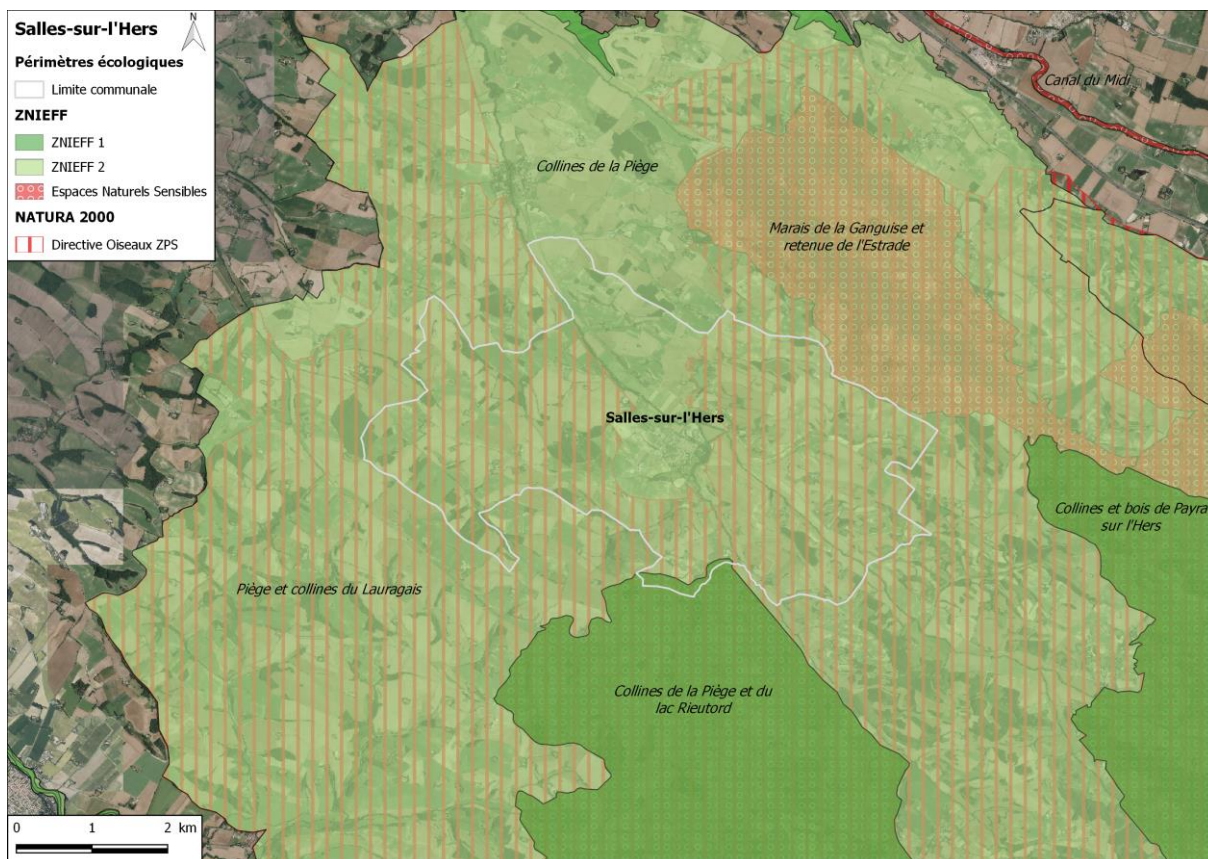 Salles-sur-l'Hers
N
Périmètres écologiques
Limite communale
ZNIEFF
ZNIEFF 1
ZNIEFF 2
Espaces Naturels Sensibles
NATURA 2000
Directive Oiseaux ZPS
Canal du Midi
Collines de la Piège
Marais de la Ganguise et
retenue de l'Estrade
Salles-sur-l'Hers
Collines et bois de Payra
sur l'Hers
Piège et collines du Lauragais
Collines de la Piège et du
lac Rieutord
0 1 2 km